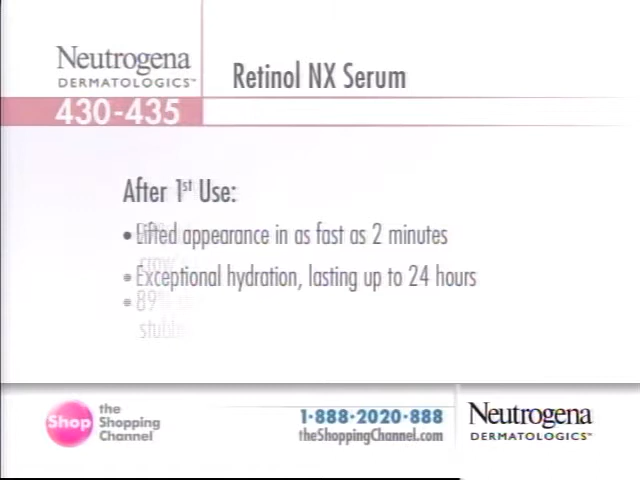 Neutrogena
DERMATOLOGICS™
430-435
Retinol NX Serum
After 1st Use:
• Lifted appearance in as fast as 2 minutes
• Exceptional hydration, lasting up to 24 hours
• 89%
Shop
the
Shopping
Channel
1·888·2020·888
theShoppingChannel.com
Neutrogena
DERMATOLOGICS™